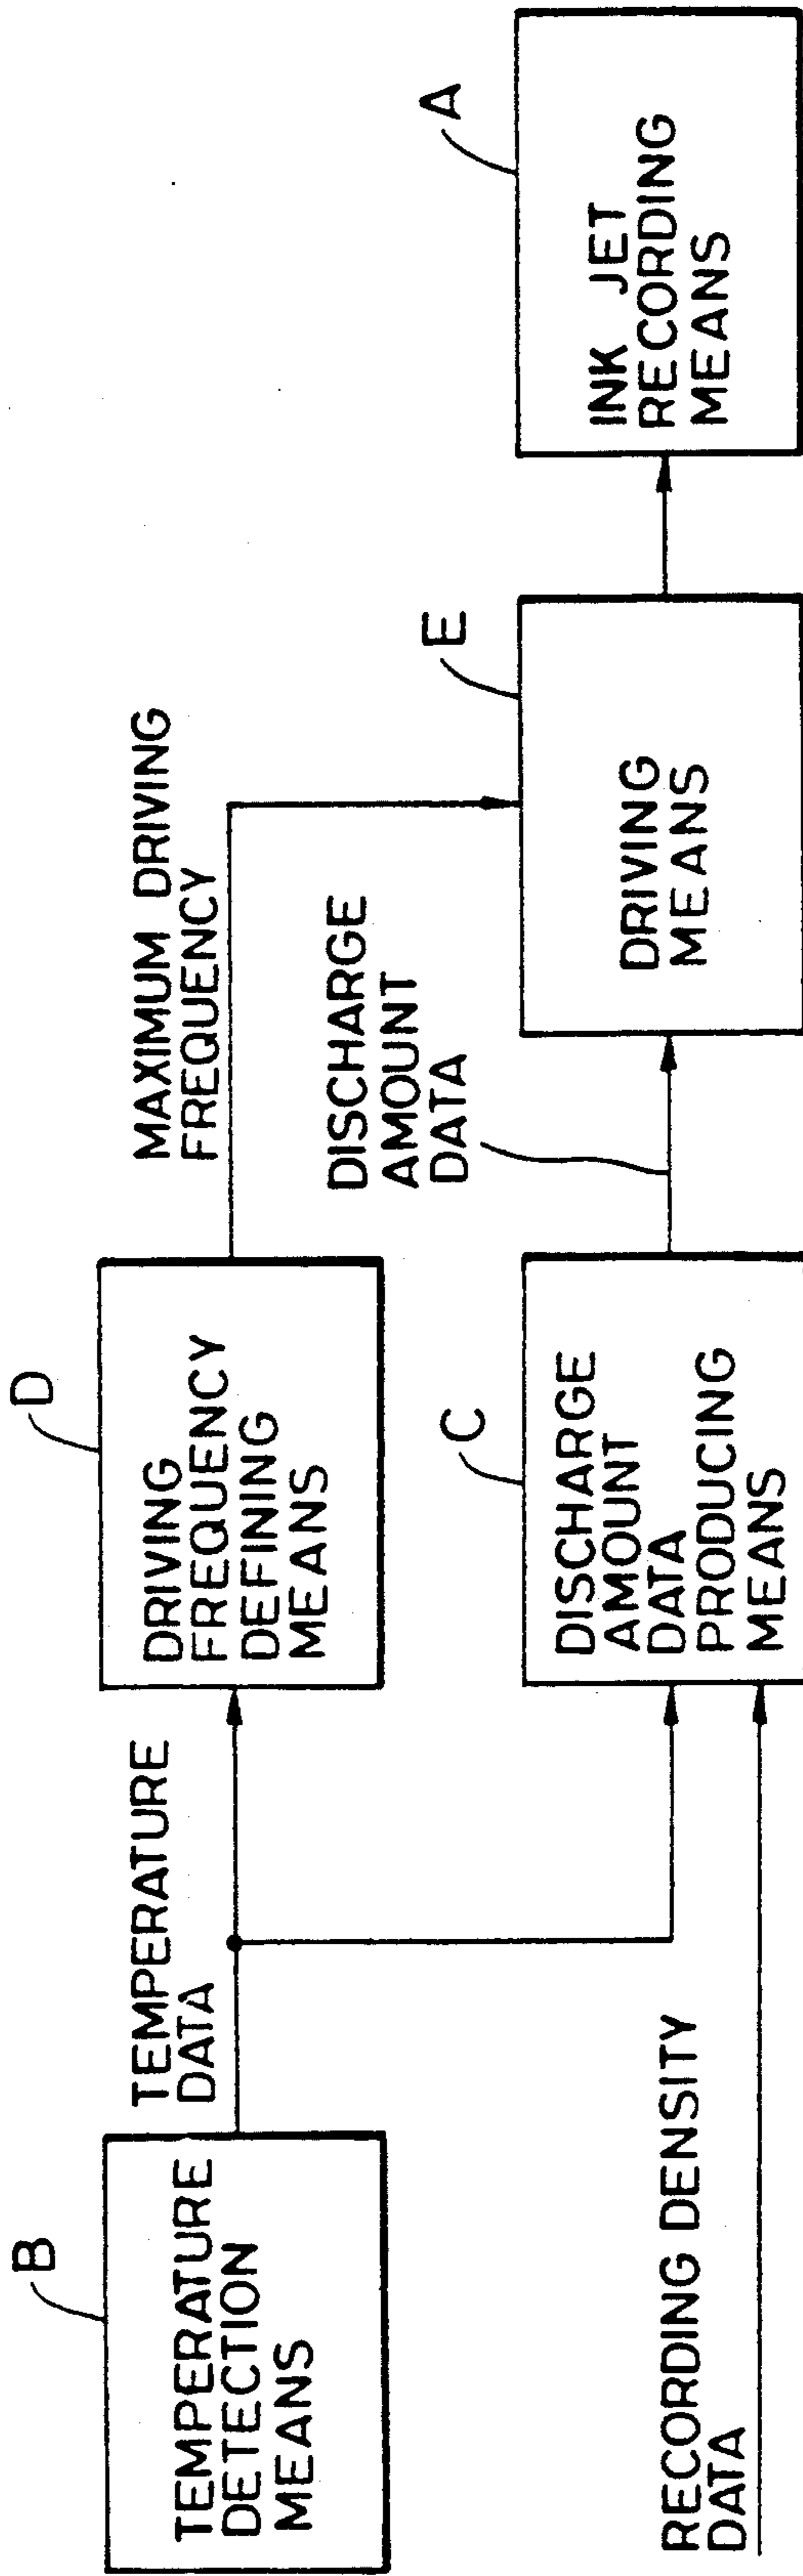 B
TEMPERATURE
DETECTION
MEANS
TEMPERATURE
DATA
RECORDING DENSITY
DATA
D
DRIVING
FREQUENCY
DEFINING
MEANS
C
DISCHARGE
AMOUNT
DATA
PRODUCING
MEANS
MAXIMUM DRIVING
FREQUENCY
DISCHARGE
AMOUNT
DATA
E
DRIVING
MEANS
A
INK JET
RECORDING
MEANS